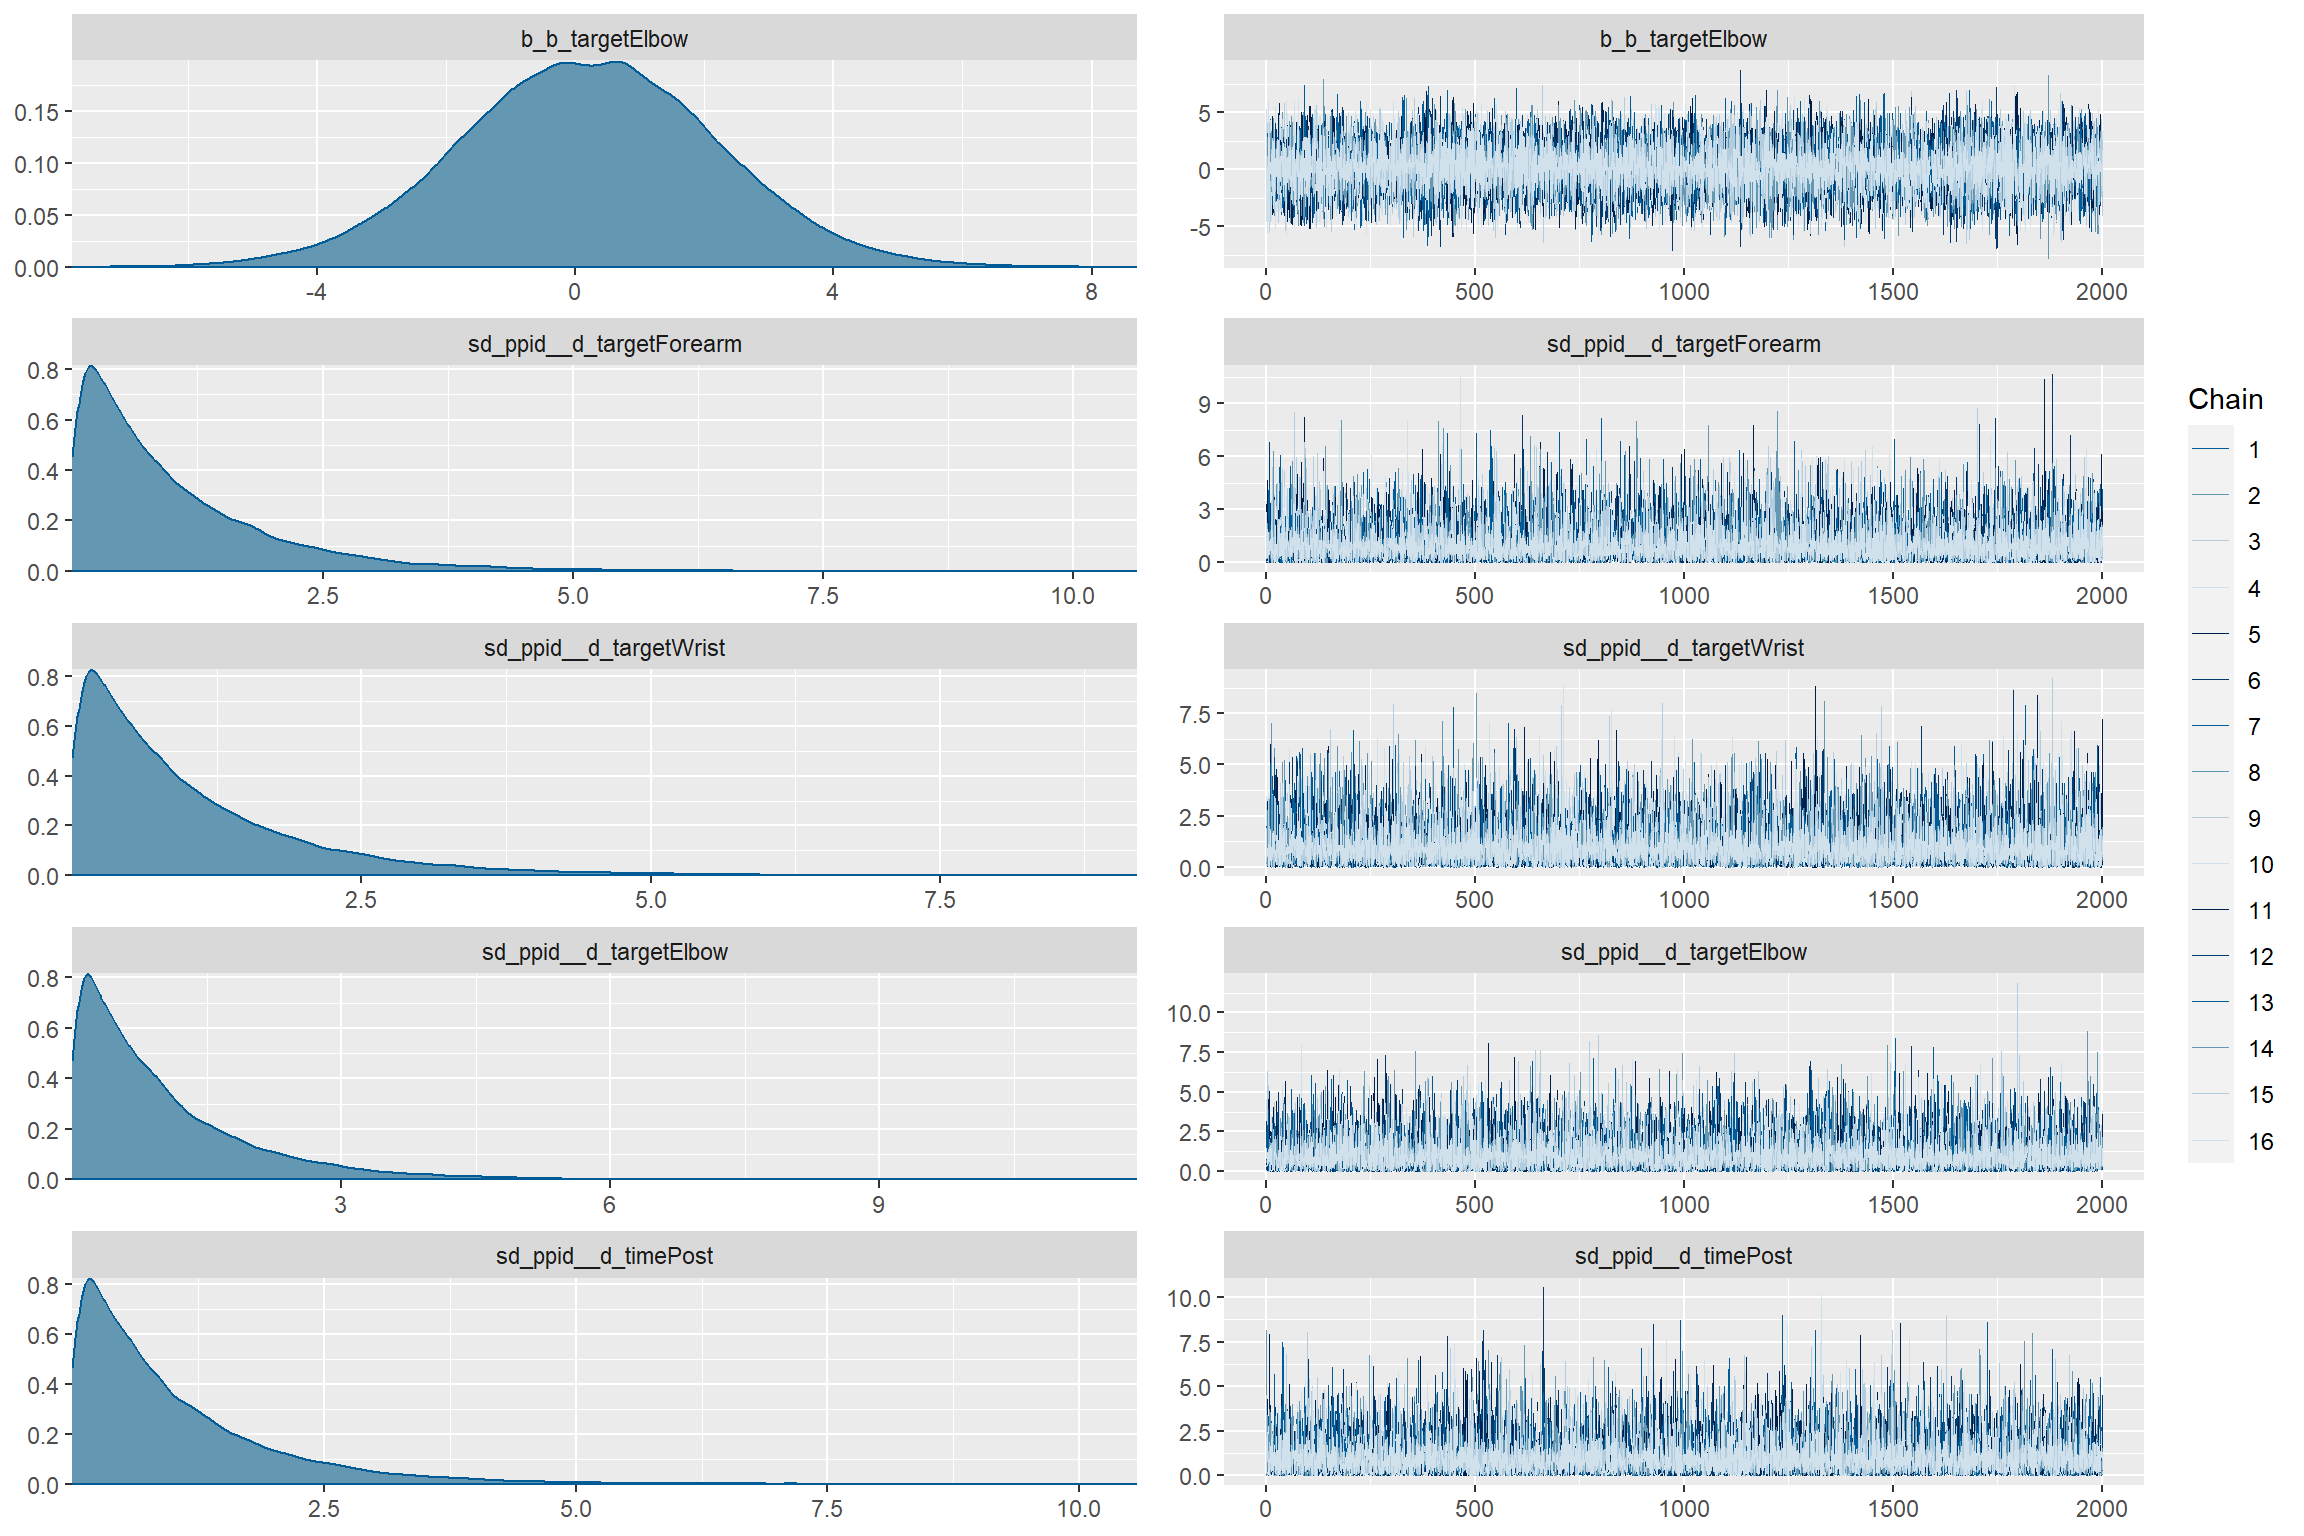 b_b_targetElbow
0.15
0.10
0.05
0.00
-4 0 4 8
b_b_targetElbow
5
0
-5
0 500 1000 1500 2000
sd_ppid__d_targetForearm
0.8
0.6
0.4
0.2
0.0
2.5 5.0 7.5 10.0
sd_ppid__d_targetForearm
9
6
3
0
0 500 1000 1500 2000
sd_ppid__d_targetWrist
0.8
0.6
0.4
0.2
0.0
2.5 5.0 7.5
sd_ppid__d_targetWrist
7.5
5.0
2.5
0.0
0 500 1000 1500 2000
sd_ppid__d_targetElbow
0.8
0.6
0.4
0.2
0.0
3 6 9
sd_ppid__d_targetElbow
10.0
7.5
5.0
2.5
0.0
0 500 1000 1500 2000
sd_ppid__d_timePost
0.8
0.6
0.4
0.2
0.0
2.5 5.0 7.5 10.0
sd_ppid__d_timePost
10.0
7.5
5.0
2.5
0.0
0 500 1000 1500 2000
Chain
1
2
3
4
5
6
7
8
9
10
11
12
13
14
15
16